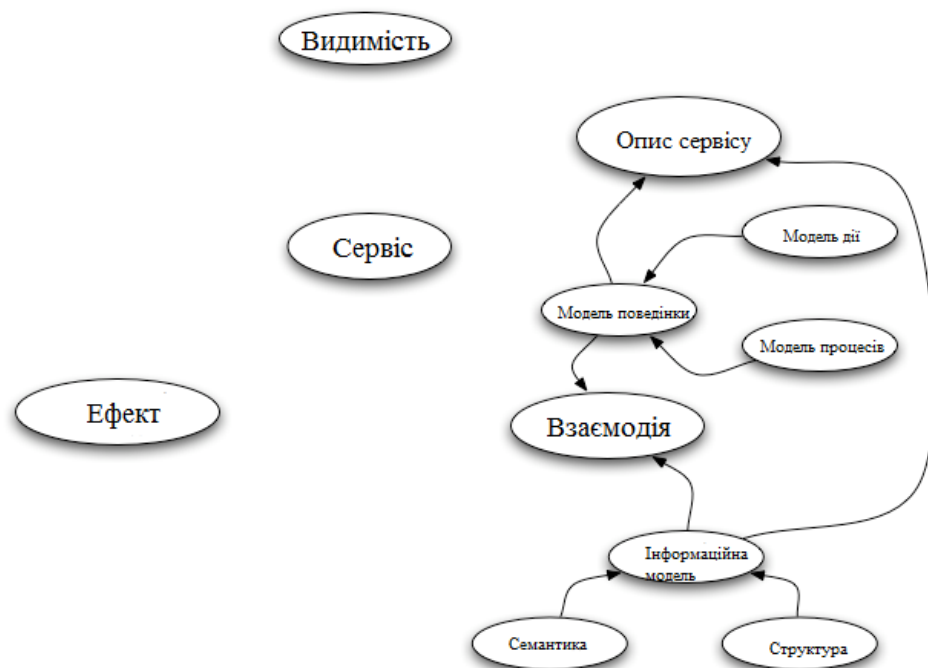 Видимість
Опис сервісу
Модель дії
Сервіс
Модель поведінки
Модель процесів
Ефект
Взаємодія
Інформаційна
модель
Семантика
Структура